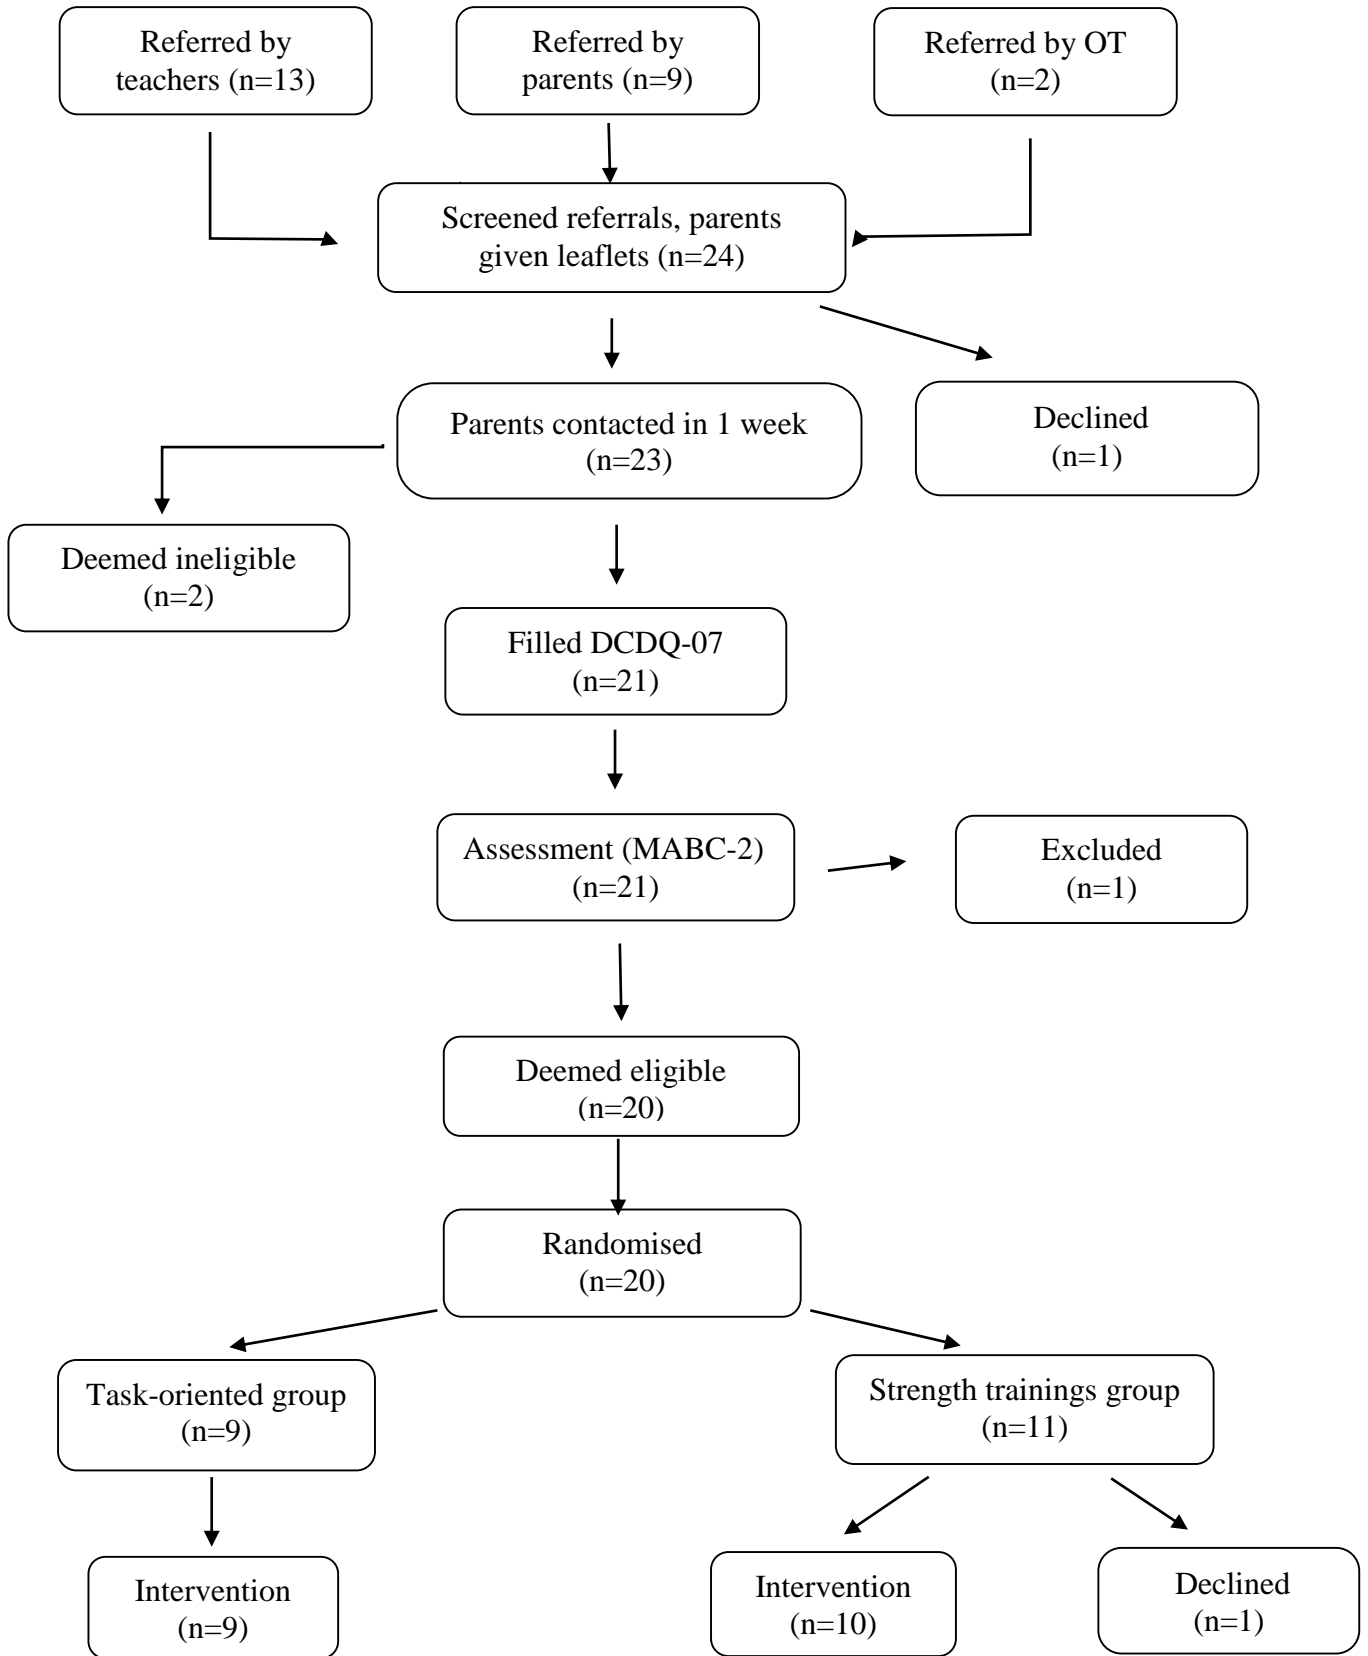 Referred by
teachers (n=13)
Referred by
parents (n=9)
Referred by OT
(n=2)
Screened referrals, parents
given leaflets (n=24)
Parents contacted in 1 week
(n=23)
Declined
(n=1)
Deemed ineligible
(n=2)
Filled DCDQ-07
(n=21)
Assessment (MABC-2)
(n=21)
Excluded
(n=1)
Deemed eligible
(n=20)
Randomised
(n=20)
Task-oriented group
(n=9)
Strength trainings group
(n=11)
Intervention
(n=9)
Intervention
(n=10)
Declined
(n=1)